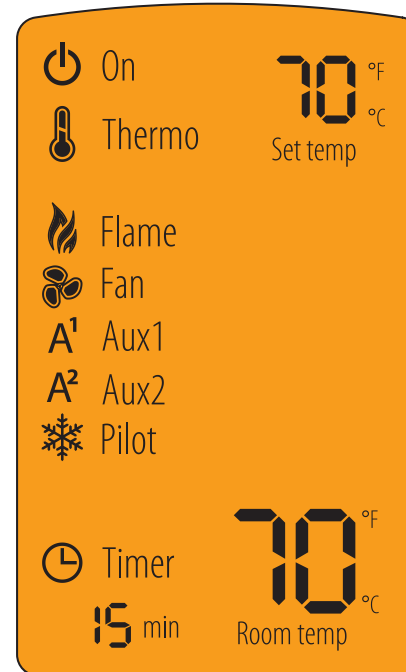 On 70 °F
°C
Thermo Set temp
Flame
Fan
A¹ Aux1
A² Aux2
Pilot
70 °F
Timer °C
15 min Room temp